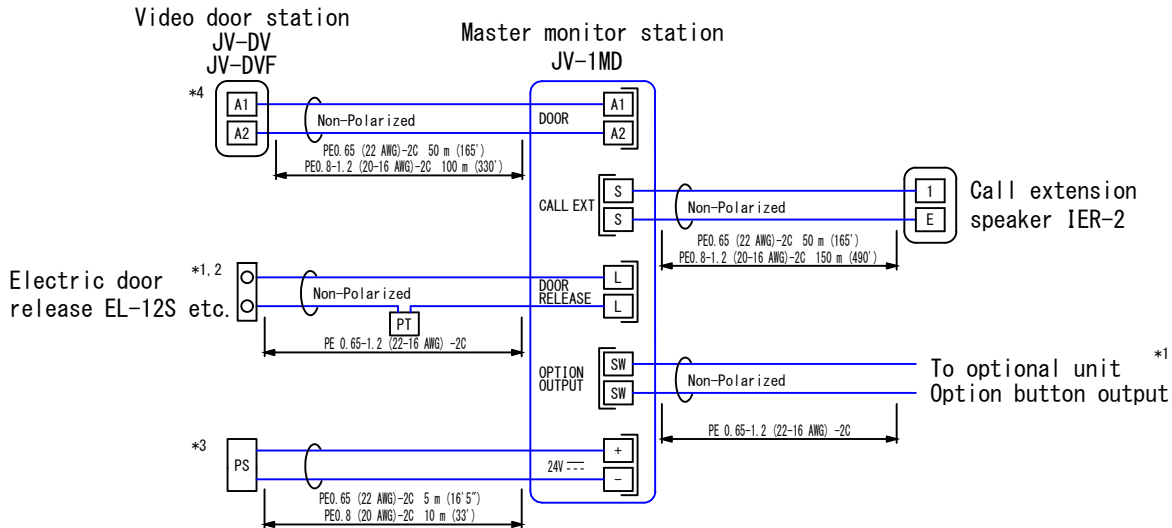 Video door station
JV-DV
JV-DVF
*4
A1
A2
Non-Polarized
PE0.65 (22 AWG)-2C 50 m (165')
PE0.8-1.2 (20-16 AWG)-2C 100 m (330')
Master monitor station
JV-1MD
DOOR
A1
A2
CALL EXT
S
S
Non-Polarized
PE0.65 (22 AWG)-2C 50 m (165')
PE0.8-1.2 (20-16 AWG)-2C 150 m (490')
1
E
Call extension
speaker IER-2
Electric door
release EL-12S etc.
*1,2
Non-Polarized
PT
PE 0.65-1.2 (22-16 AWG) -2C
DOOR
RELEASE
L
L
OPTION
OUTPUT
SW
SW
Non-Polarized
PE 0.65-1.2 (22-16 AWG) -2C
To optional unit
Option button output
*1
*3
PS
PE0.65 (22 AWG)-2C 5 m (16'5")
PE0.8 (20 AWG)-2C 10 m (33')
24V
+
-